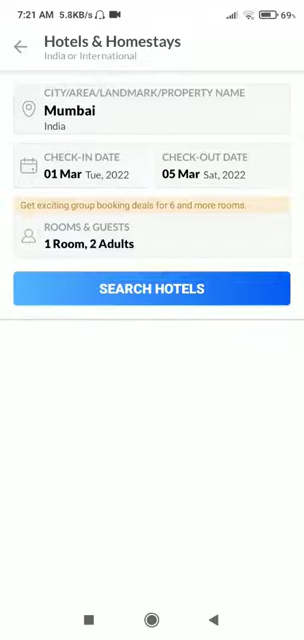 7:21 AM 5.8KB/s
69%
Hotels & Homestays
India or International
CITY/AREA/LANDMARK/PROPERTY NAME
Mumbai
India
CHECK-IN DATE
01 Mar Tue, 2022
CHECK-OUT DATE
05 Mar Sat, 2022
Get exciting group booking deals for 6 and more rooms.
ROOMS & GUESTS
1 Room, 2 Adults
SEARCH HOTELS